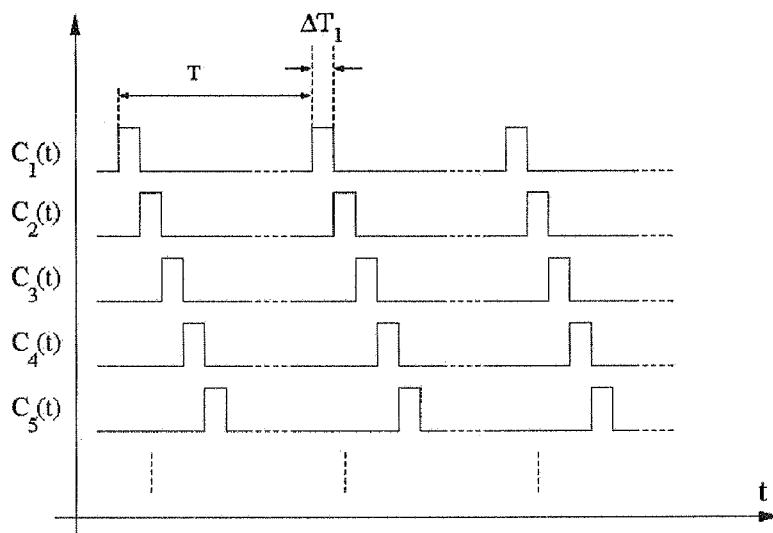 ΔT₁
T
C₁(t)
C₂(t)
C₃(t)
C₄(t)
C₅(t)
t